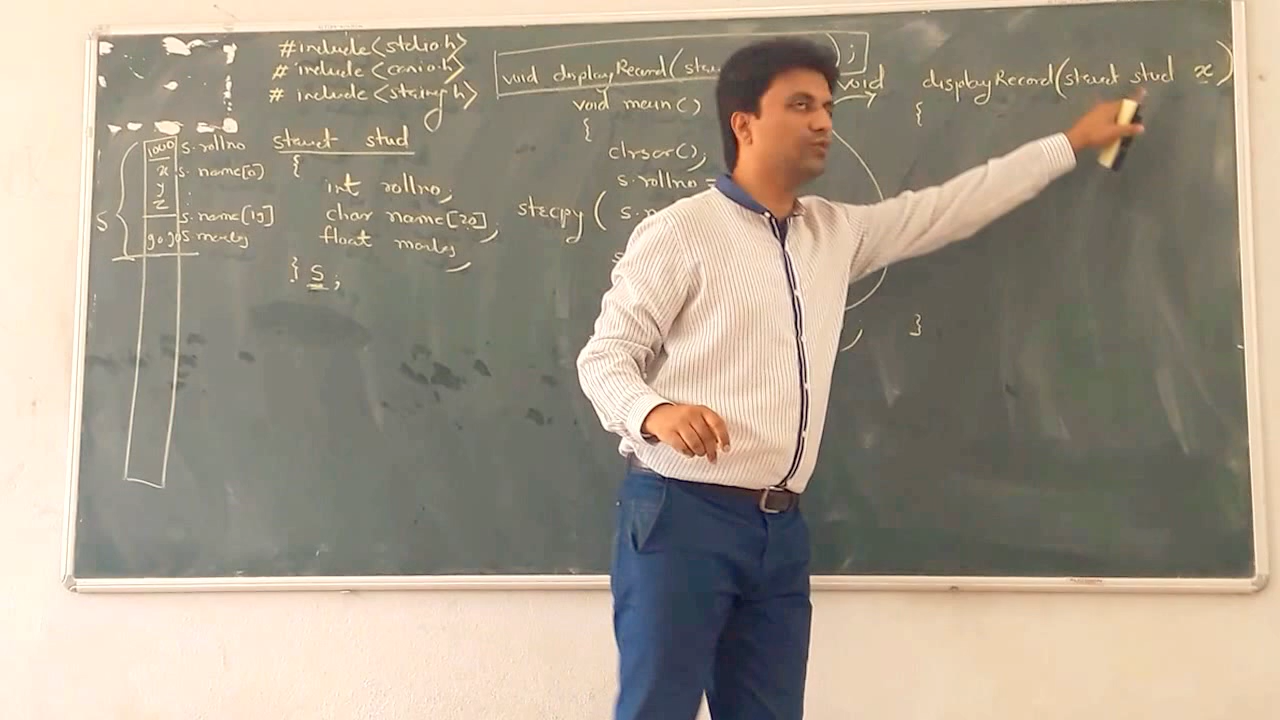 #include<stdio.h>
#include<conio.h>
#include<string.h>
struct stud
{
int rollno;
char name[20];
float marks;
} S;
S
1000 s.rollno
x s.name[0]
y
z s.name[19]
90.90 s.marks
void displayRecord(
);
void main()
{
clrscr();
s.rollno =
strcpy(
void displayRecord(struct stud x)
{
}